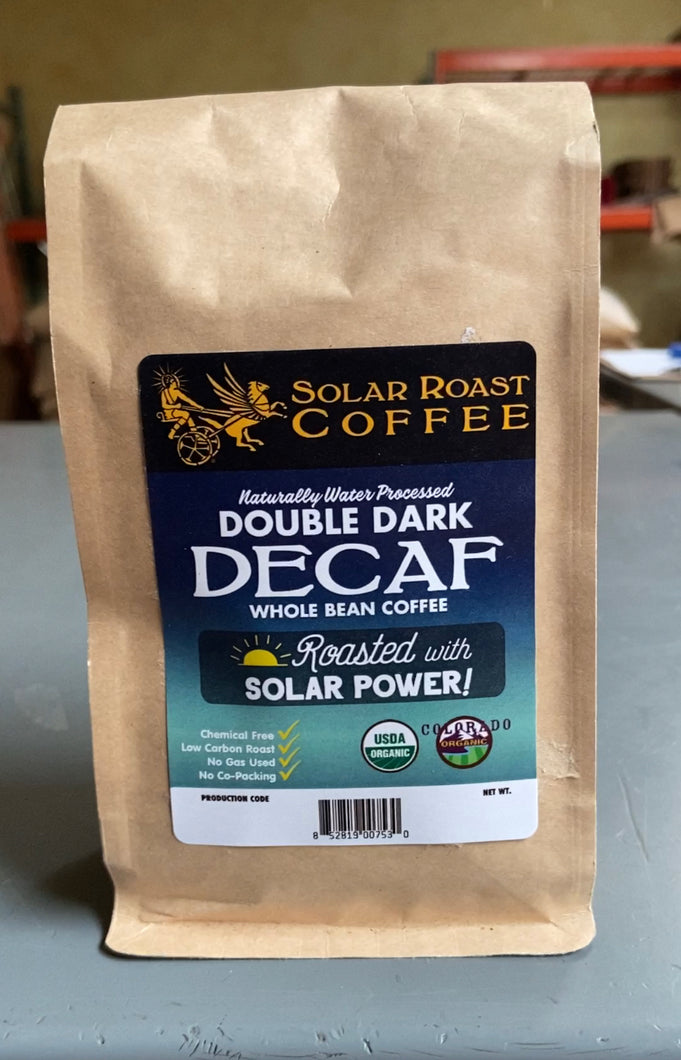 SOLAR ROAST
COFFEE
Naturally Water Processed
DOUBLE DARK
DECAF
WHOLE BEAN COFFEE
Roasted with
SOLAR POWER!
Chemical Free
Low Carbon Roast
No Gas Used
No Co-Packing
USDA
ORGANIC
COLORADO
ORGANIC
PRODUCTION CODE
NET WT.
8 52819 00753 0